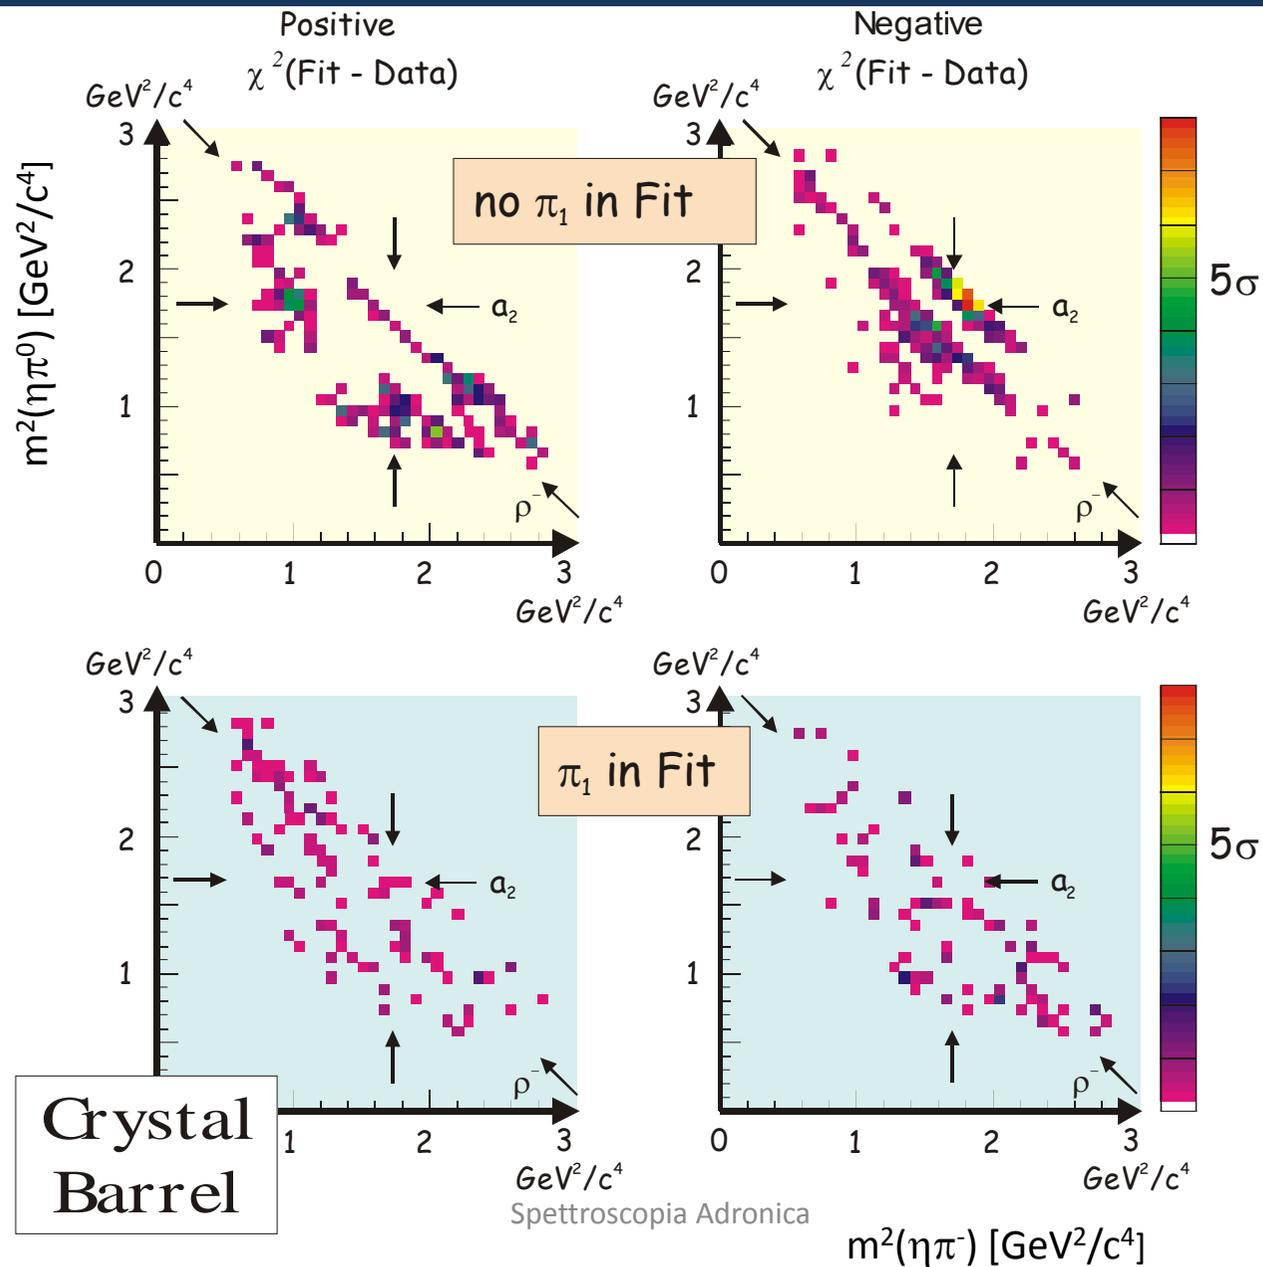 Positive
χ²(Fit - Data)
Negative
χ²(Fit - Data)
GeV²/c⁴
GeV²/c⁴
m²(ηπ⁰) [GeV²/c⁴]
3
2
1
0 1 2 3
GeV²/c⁴
a₂
ρ⁻
no π₁ in Fit
3
2
1
0 1 2 3
GeV²/c⁴
a₂
ρ⁻
5σ
GeV²/c⁴
GeV²/c⁴
3
2
1
1 2 3
GeV²/c⁴
a₂
ρ⁻
π₁ in Fit
3
2
1
0 1 2 3
GeV²/c⁴
a₂
ρ⁻
5σ
Crystal
Barrel
Spettroscopia Adronica
m²(ηπ⁻) [GeV²/c⁴]